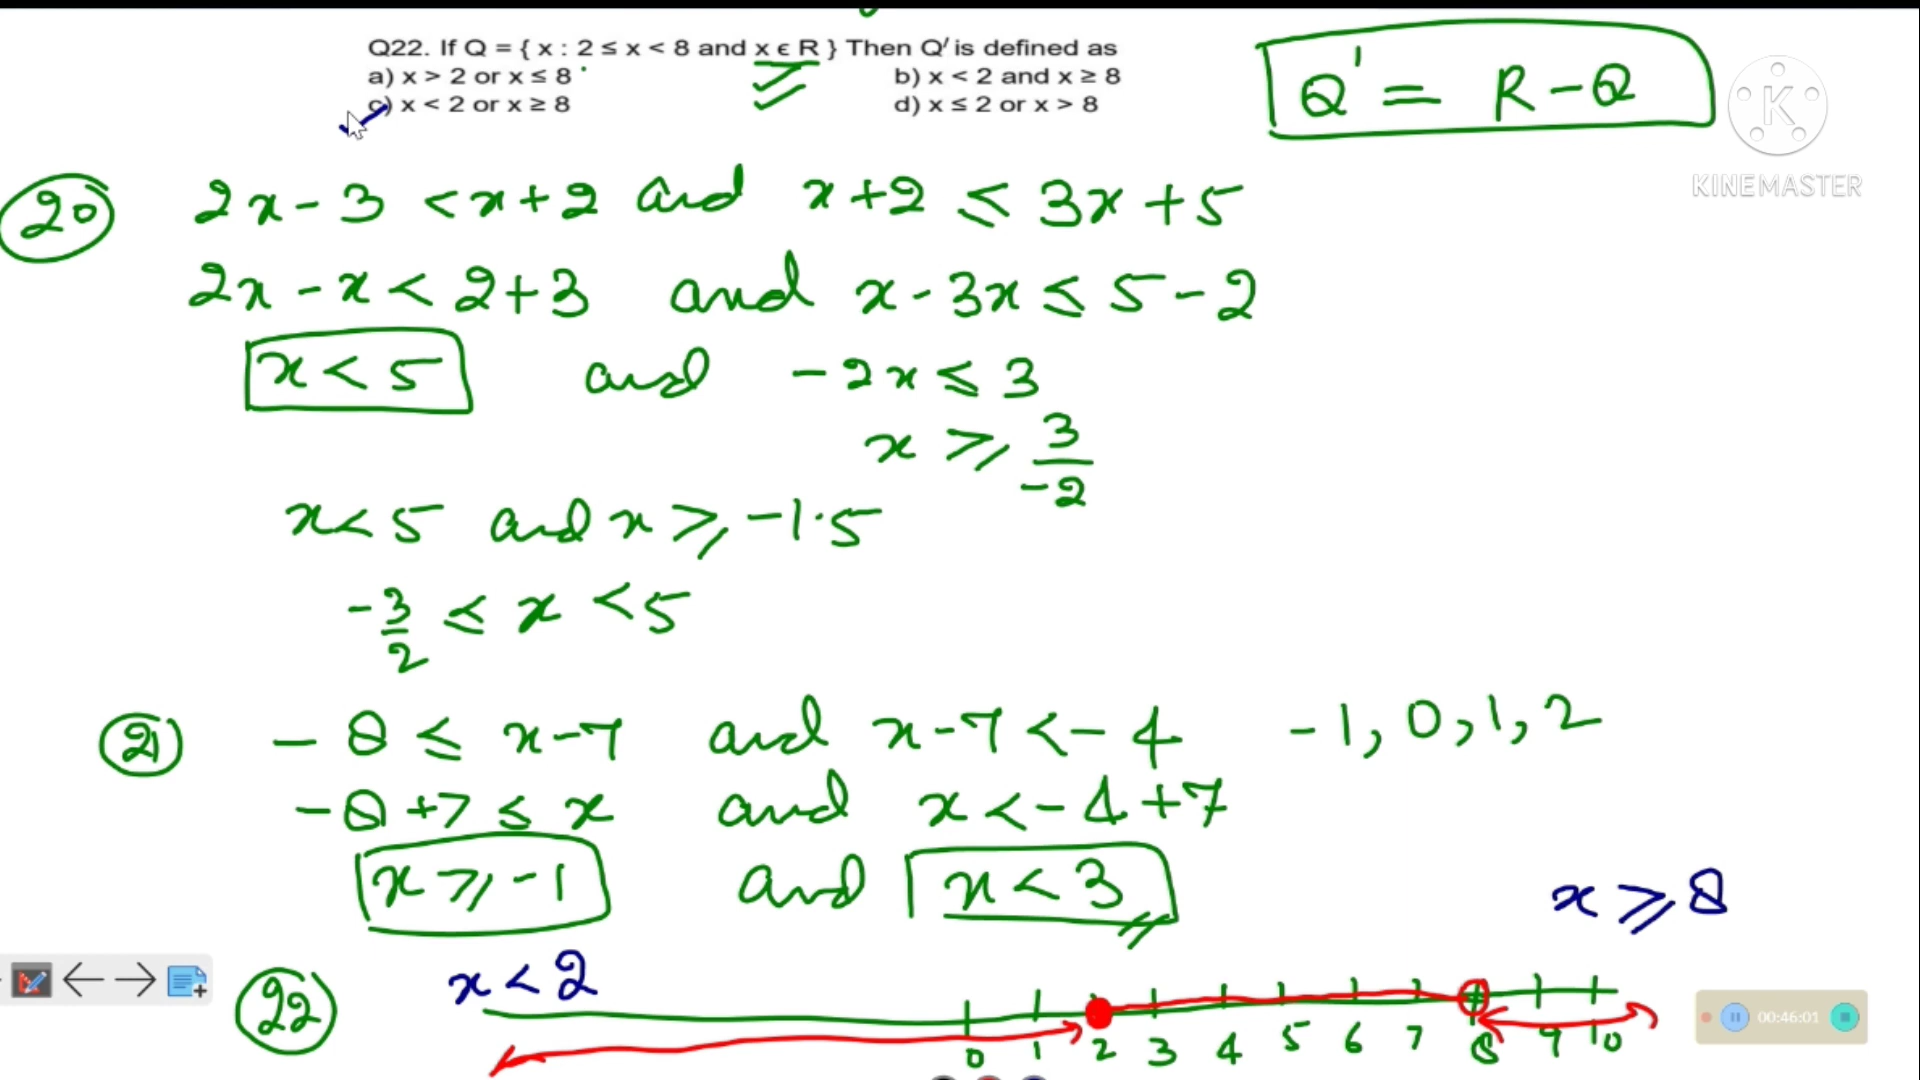 Q22. If Q = { x : 2 ≤ x < 8 and x ϵ R } Then Q' is defined as
a) x > 2 or x ≤ 8
b) x < 2 and x ≥ 8
c) x < 2 or x ≥ 8
d) x ≤ 2 or x > 8
Q' = R - Q
K
KINEMASTER
20 2x - 3 < x + 2 and x + 2 ≤ 3x + 5
2x - x < 2 + 3 and x - 3x ≤ 5 - 2
x < 5 and - 2x ≤ 3
x ≥ 3/-2
x < 5 and x ≥ -1.5
-3/2 ≤ x < 5
21 - 8 ≤ x - 7 and x - 7 < - 4 - 1, 0, 1, 2
- 8 + 7 ≤ x and x < - 4 + 7
x ≥ -1 and x < 3
x ≥ 8
22 x < 2
0 1 2 3 4 5 6 7 8 9 10
00:46:01